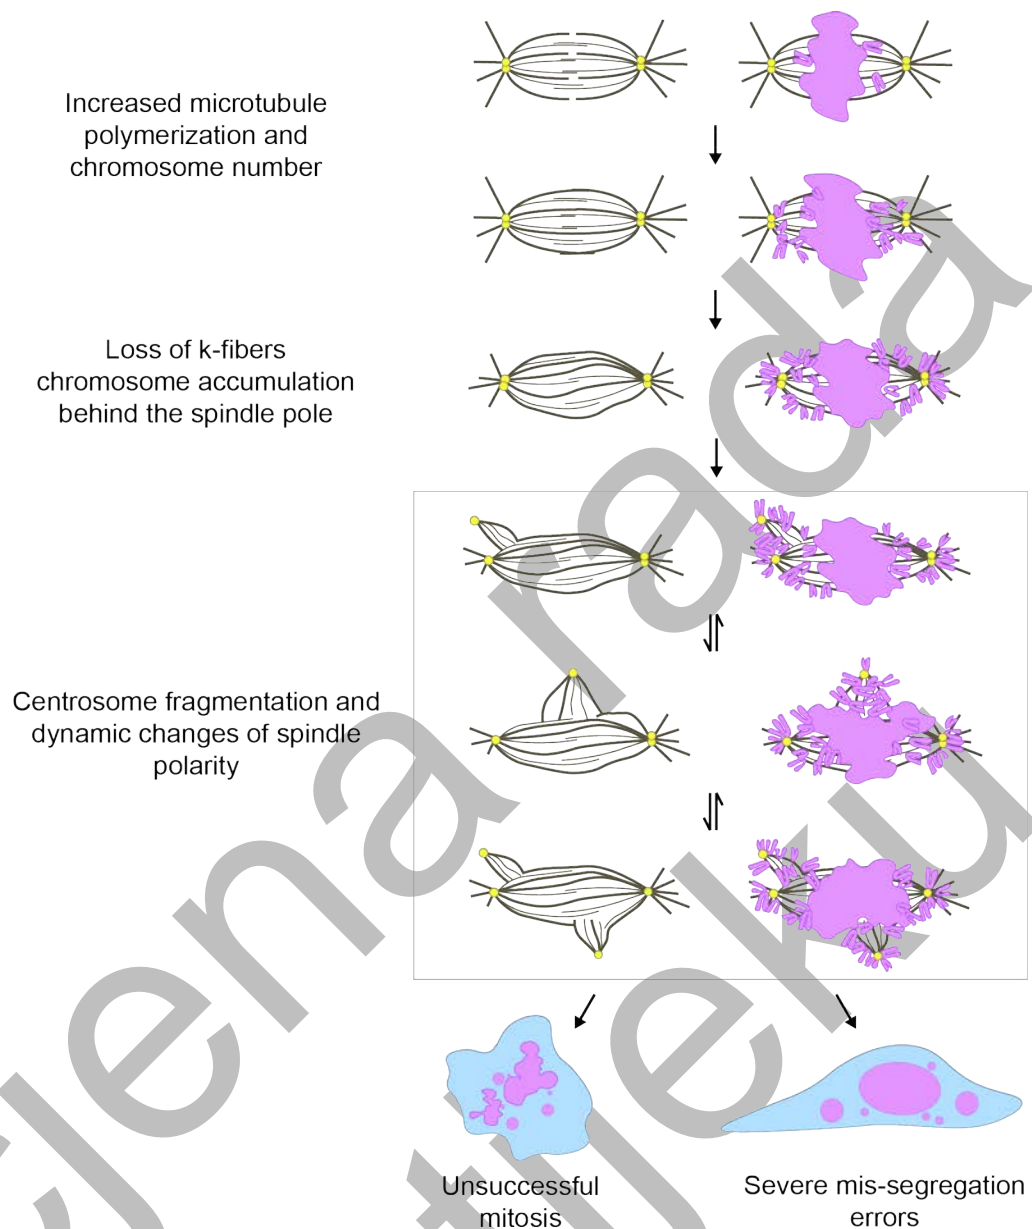 Increased microtubule
polymerization and
chromosome number
Loss of k-fibers
chromosome accumulation
behind the spindle pole
Centrosome fragmentation and
dynamic changes of spindle
polarity
Unsuccessful
mitosis
Severe mis-segregation
errors